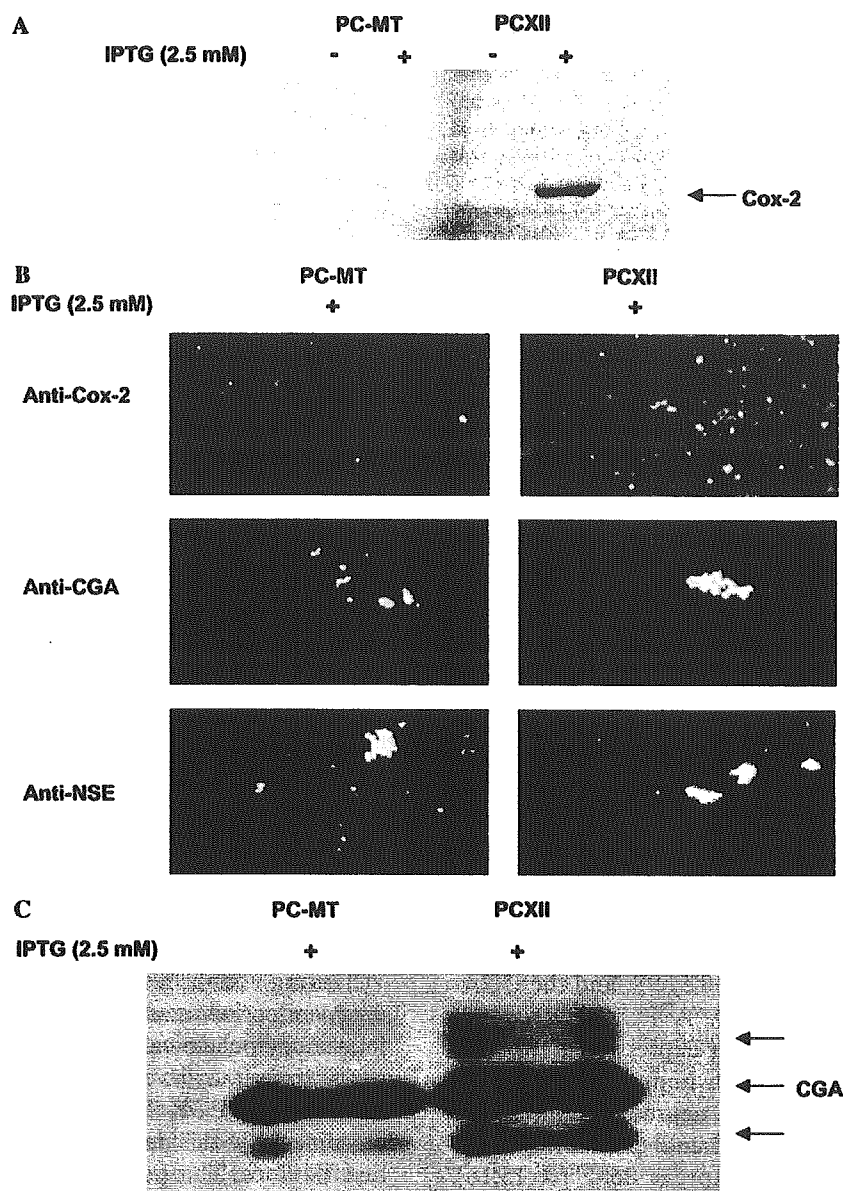 A
PC-MT PCXII
IPTG (2.5 mM) - + - +
Cox-2
B
PC-MT PCXII
IPTG (2.5 mM) + +
Anti-Cox-2
Anti-CGA
Anti-NSE
C
PC-MT PCXII
IPTG (2.5 mM) + +
CGA